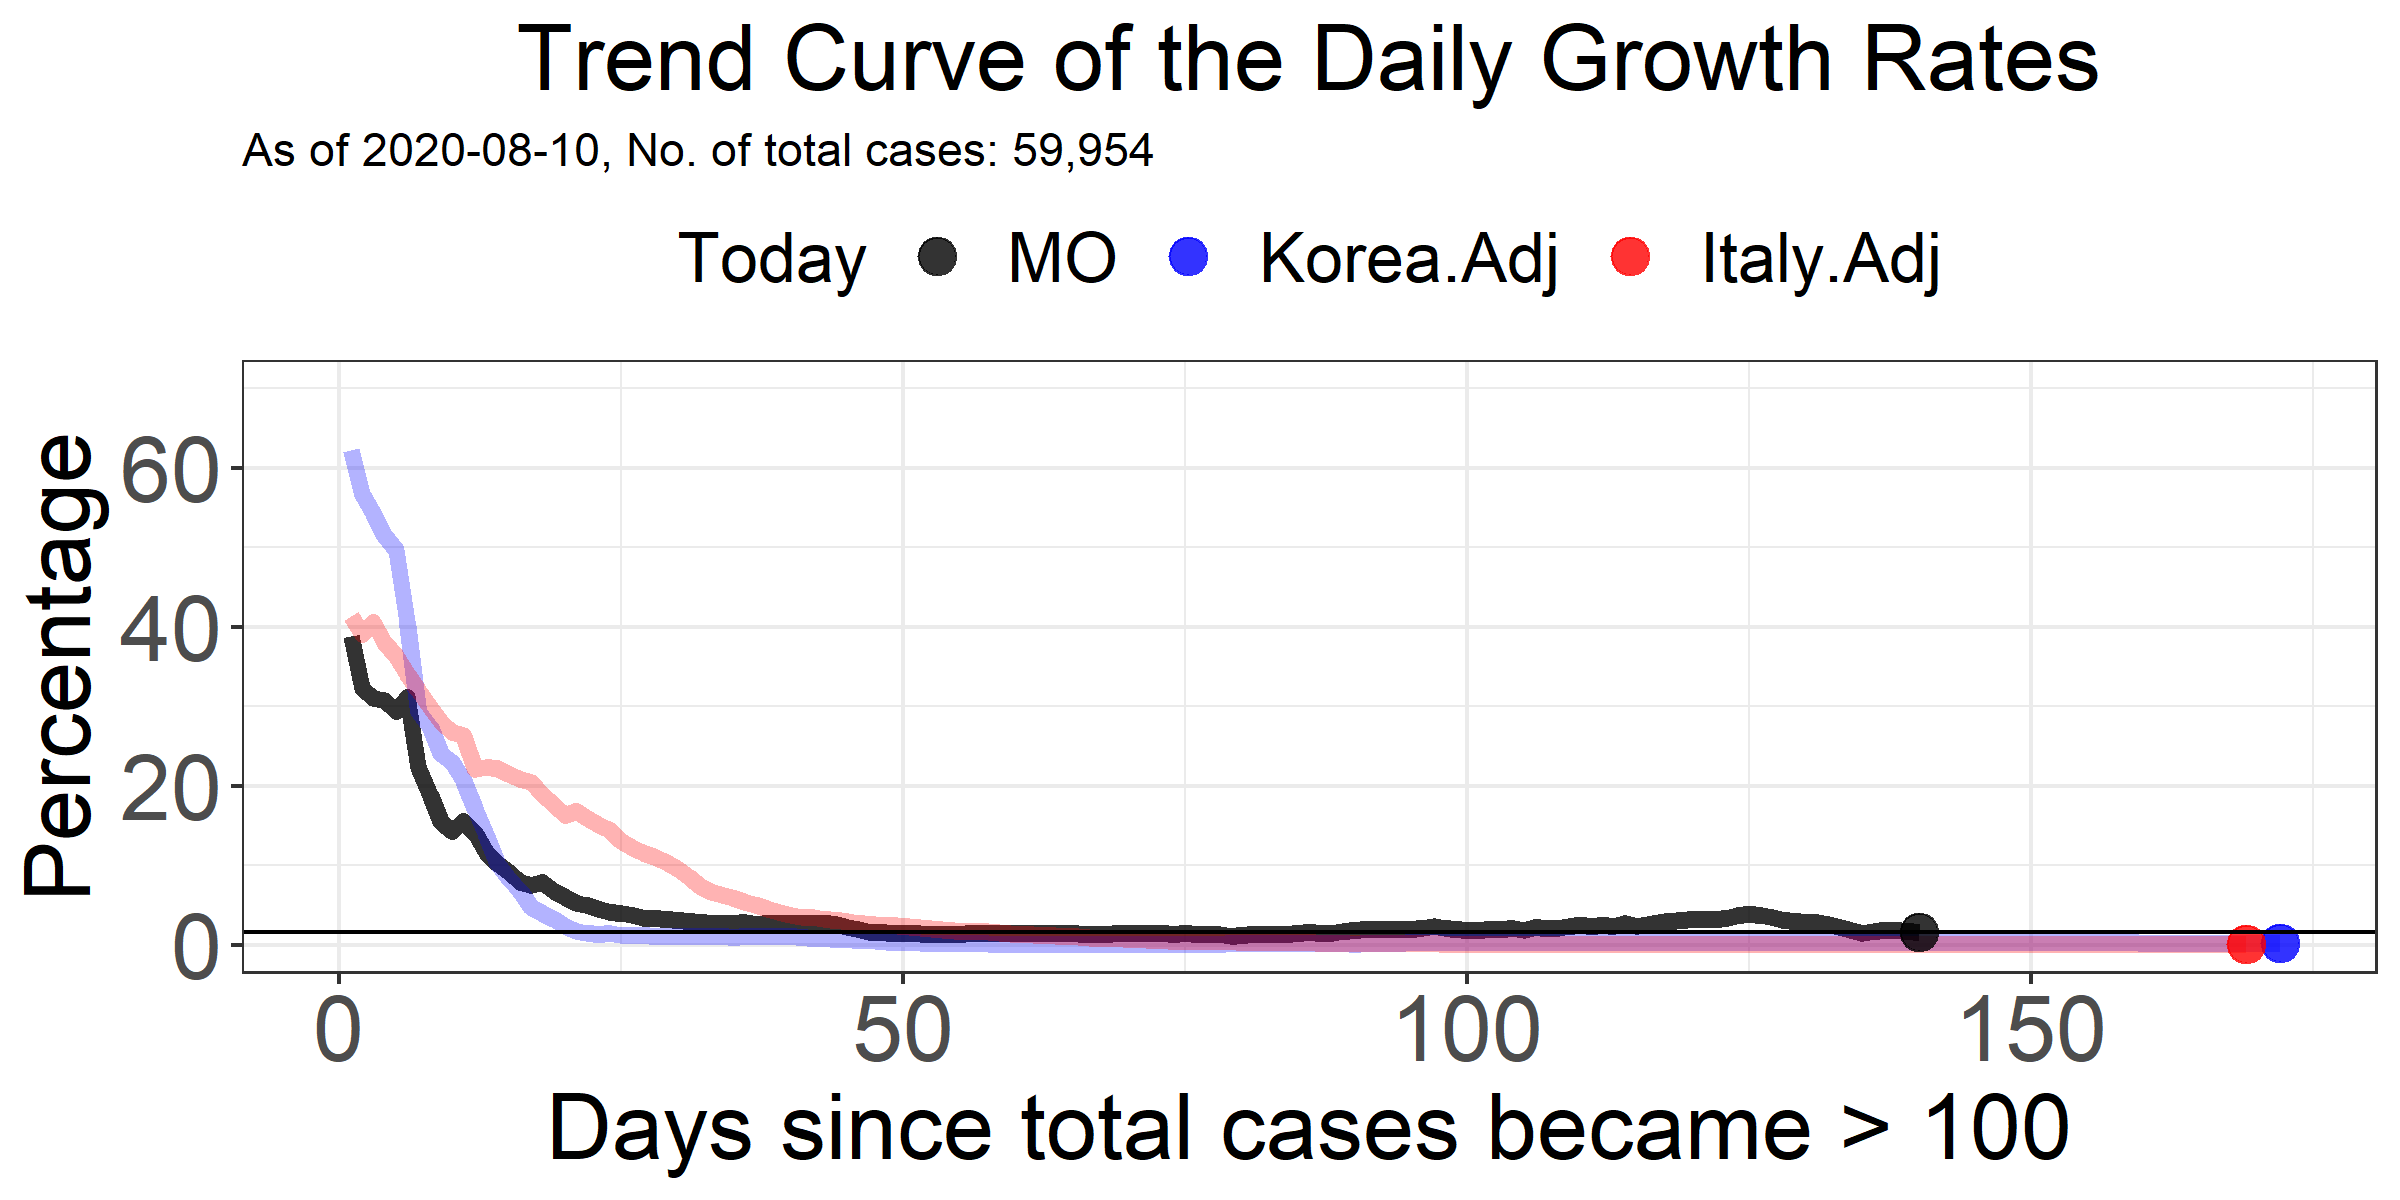 Trend Curve of the Daily Growth Rates
As of 2020-08-10, No. of total cases: 59,954
Today MO Korea.Adj Italy.Adj
Percentage
60
40
20
0
0 50 100 150
Days since total cases became > 100